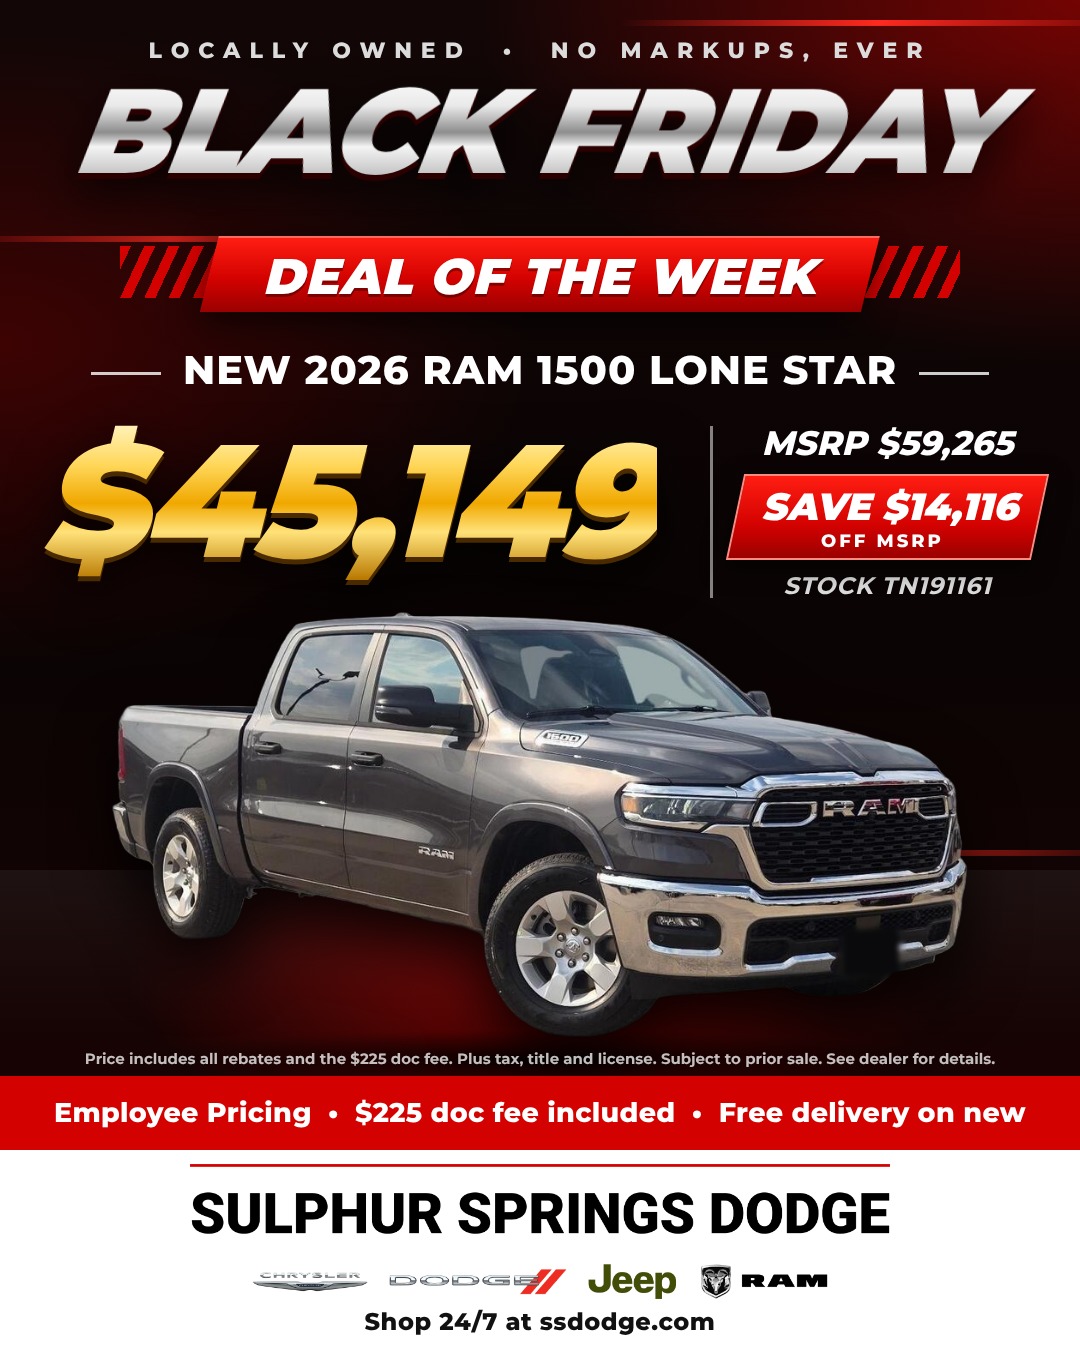 LOCALLY OWNED • NO MARKUPS, EVER
BLACK FRIDAY
DEAL OF THE WEEK
NEW 2026 RAM 1500 LONE STAR
$45,149
MSRP $59,265
SAVE $14,116
OFF MSRP
STOCK TN191161
1500
RAM
RAM
Price includes all rebates and the $225 doc fee. Plus tax, title and license. Subject to prior sale. See dealer for details.
Employee Pricing • $225 doc fee included • Free delivery on new
SULPHUR SPRINGS DODGE
CHRYSLER DODGE Jeep RAM
Shop 24/7 at ssdodge.com